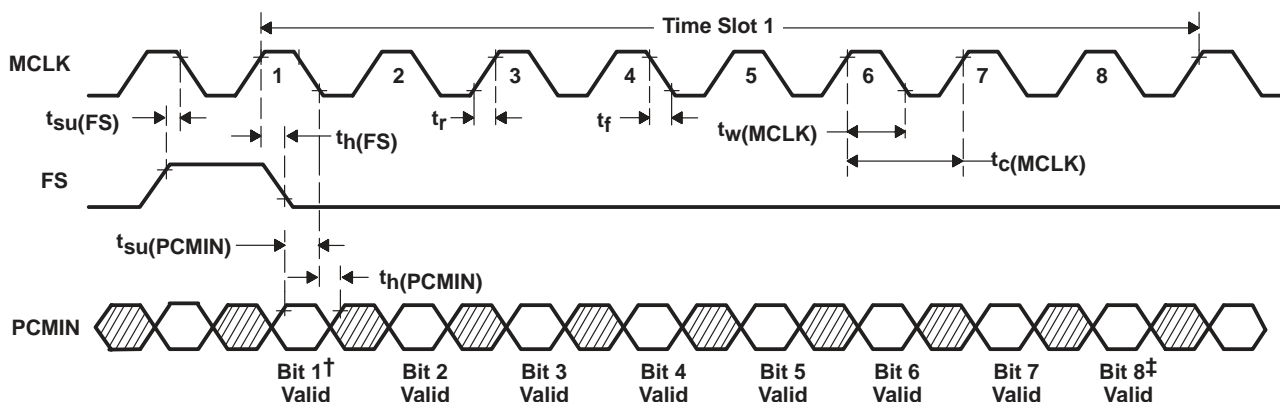 Time Slot 1
MCLK
1 2 3 4 5 6 7 8
tsu(FS)
th(FS)
tr
tf
tw(MCLK)
tc(MCLK)
FS
tsu(PCMIN)
th(PCMIN)
PCMIN
Bit 1† Bit 2 Bit 3 Bit 4 Bit 5 Bit 6 Bit 7 Bit 8‡
Valid Valid Valid Valid Valid Valid Valid Valid